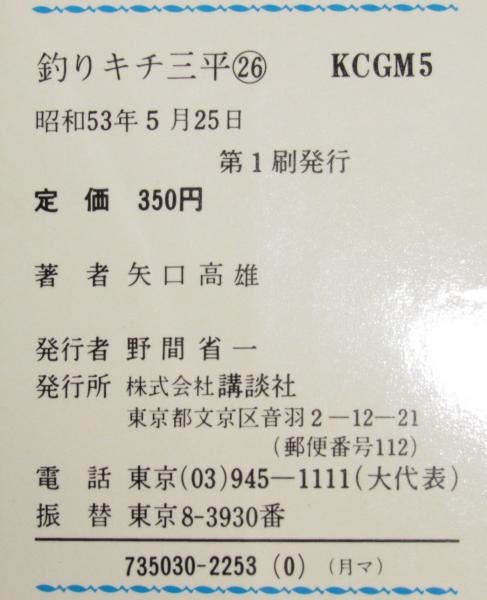 釣りキチ三平㉖　KCGM5
昭和53年5月25日
第1刷発行
定　価　350円
著　者　矢口高雄
発行者　野間省一
発行所　株式会社講談社
東京都文京区音羽2―12―21
(郵便番号112)
電　話　東京(03)945―1111(大代表)
振　替　東京8-3930番
735030-2253 (0) (月マ)